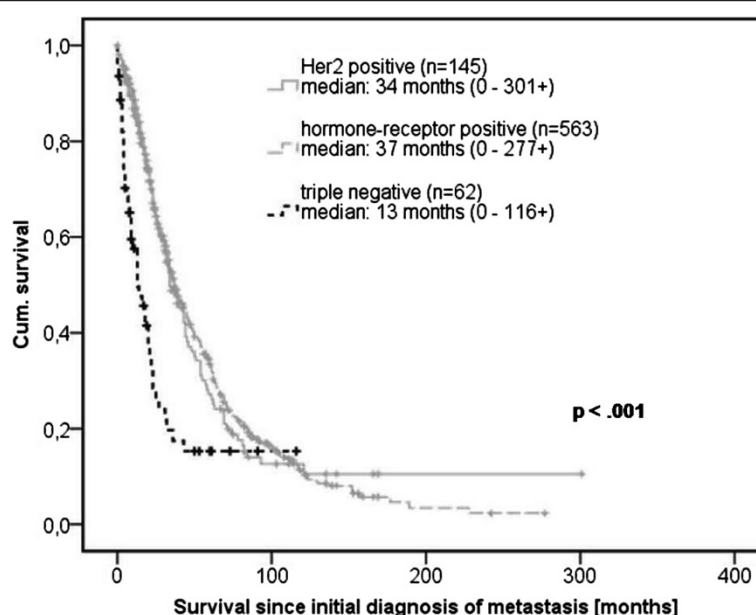 1,0
0,8
0,6
0,4
0,2
0,0
Cum. survival
Her2 positive (n=145)
median: 34 months (0 - 301+)
hormone-receptor positive (n=563)
median: 37 months (0 - 277+)
triple negative (n=62)
median: 13 months (0 - 116+)
p < .001
0 100 200 300 400
Survival since initial diagnosis of metastasis [months]